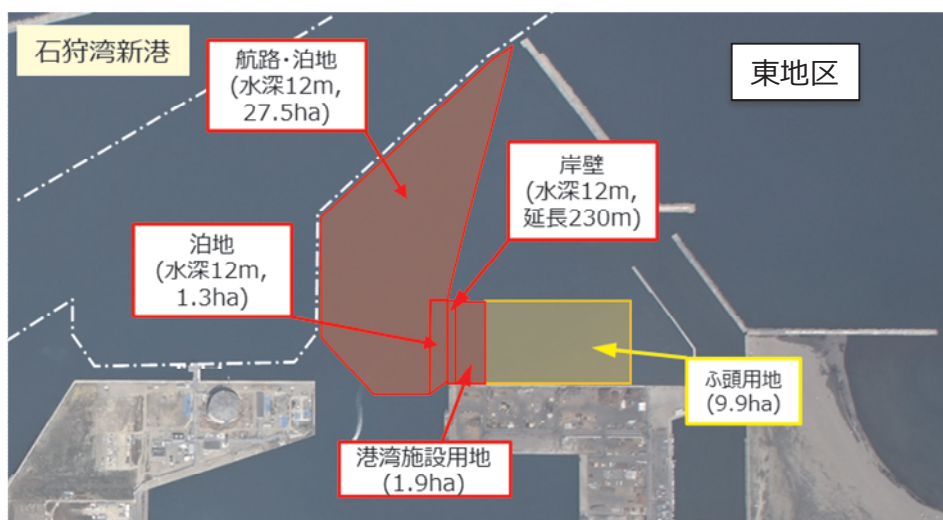 石狩湾新港
東地区
航路・泊地
(水深12m,
27.5ha)
岸壁
(水深12m,
延長230m)
泊地
(水深12m,
1.3ha)
ふ頭用地
(9.9ha)
港湾施設用地
(1.9ha)